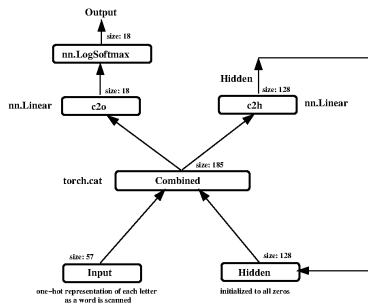 Output
size: 18
nn.LogSoftmax
size: 18
nn.Linear
c2o
Hidden
size: 128
c2h
nn.Linear
size: 185
torch.cat
Combined
size: 57
Input
one-hot representation of each letter
as a word is scanned
size: 128
Hidden
initialized to all zeros